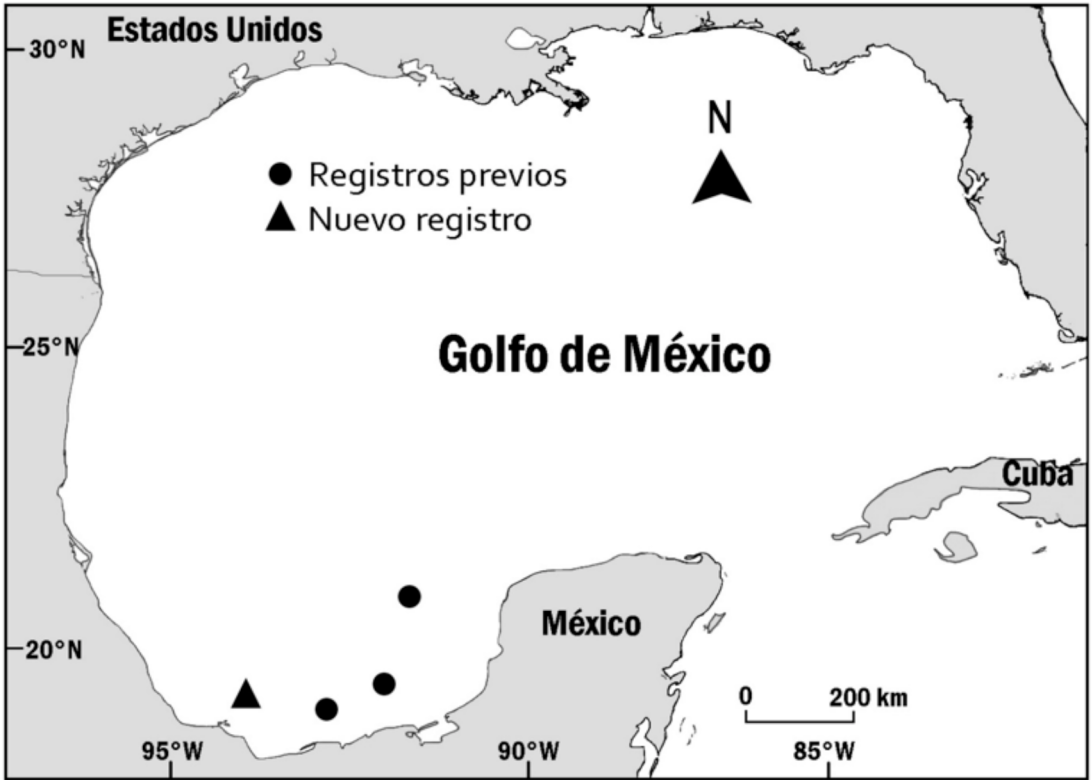 Estados Unidos
30°N
N
Registros previos
Nuevo registro
25°N
Golfo de México
Cuba
México
20°N
0 200 km
95°W 90°W 85°W